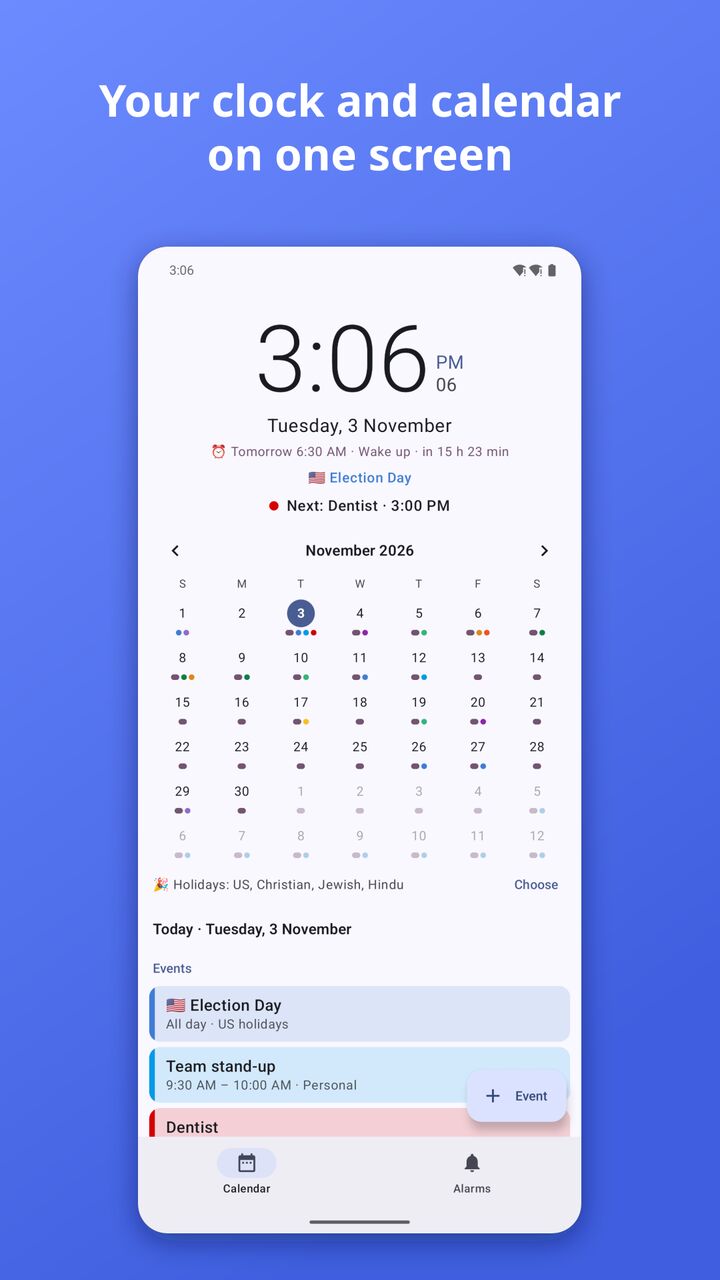 Your clock and calendar
on one screen
3:06
3:06 PM
06
Tuesday, 3 November
⏰ Tomorrow 6:30 AM · Wake up · in 15 h 23 min
🇺🇸 Election Day
Next: Dentist · 3:00 PM
November 2026
S M T W T F S
1 2 3 4 5 6 7
8 9 10 11 12 13 14
15 16 17 18 19 20 21
22 23 24 25 26 27 28
29 30 1 2 3 4 5
6 7 8 9 10 11 12
🎉 Holidays: US, Christian, Jewish, Hindu Choose
Today · Tuesday, 3 November
Events
🇺🇸 Election Day
All day · US holidays
Team stand-up
9:30 AM – 10:00 AM · Personal
+ Event
Dentist
Calendar Alarms